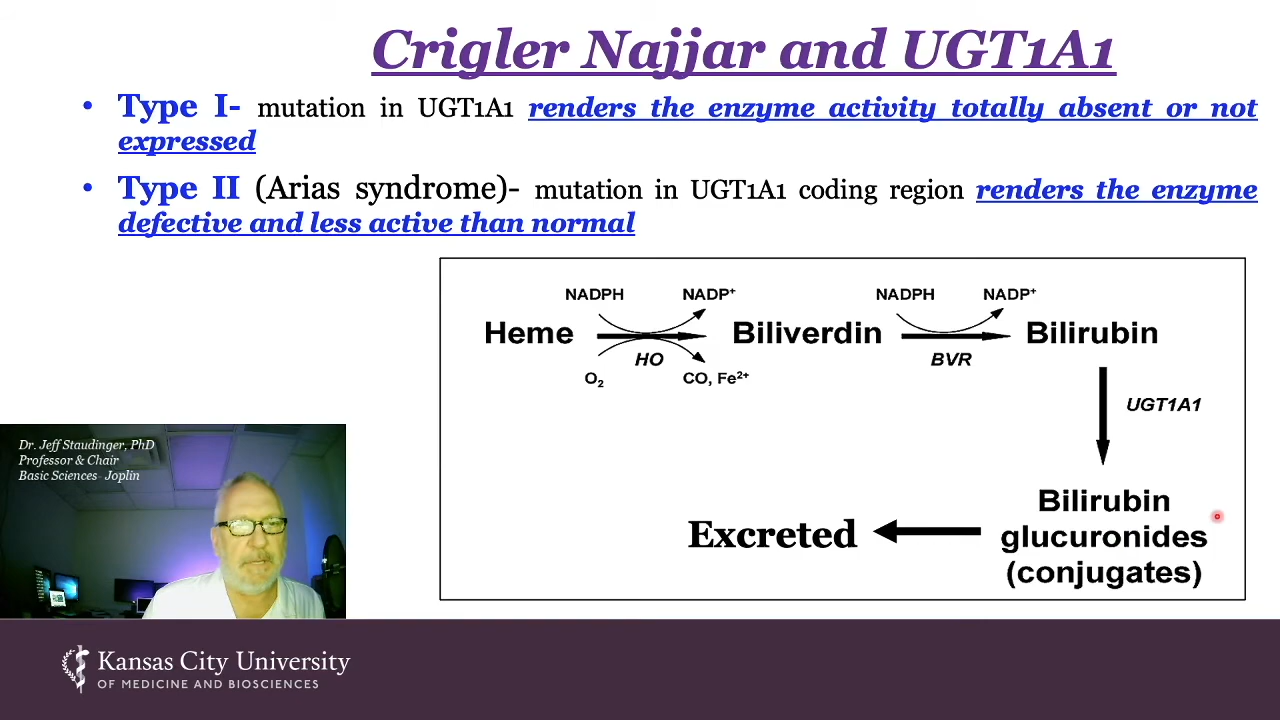 Crigler Najjar and UGT1A1
• Type I- mutation in UGT1A1 renders the enzyme activity totally absent or not
expressed
• Type II (Arias syndrome)- mutation in UGT1A1 coding region renders the enzyme
defective and less active than normal
NADPH NADP⁺ NADPH NADP⁺
Heme Biliverdin Bilirubin
HO BVR
O₂ CO, Fe²⁺
UGT1A1
Bilirubin
glucuronides
(conjugates)
Excreted
Dr. Jeff Staudinger, PhD
Professor & Chair
Basic Sciences- Joplin
Kansas City University
OF MEDICINE AND BIOSCIENCES